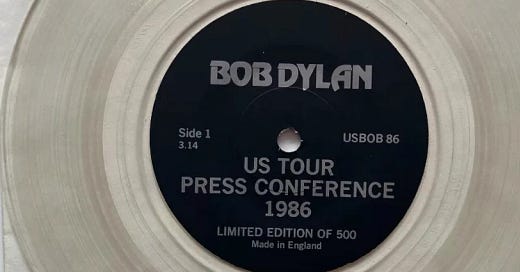 BOB DYLAN
Side 1
3.14
USBOB 86
US TOUR
PRESS CONFERENCE
1986
LIMITED EDITION OF 500
Made in England